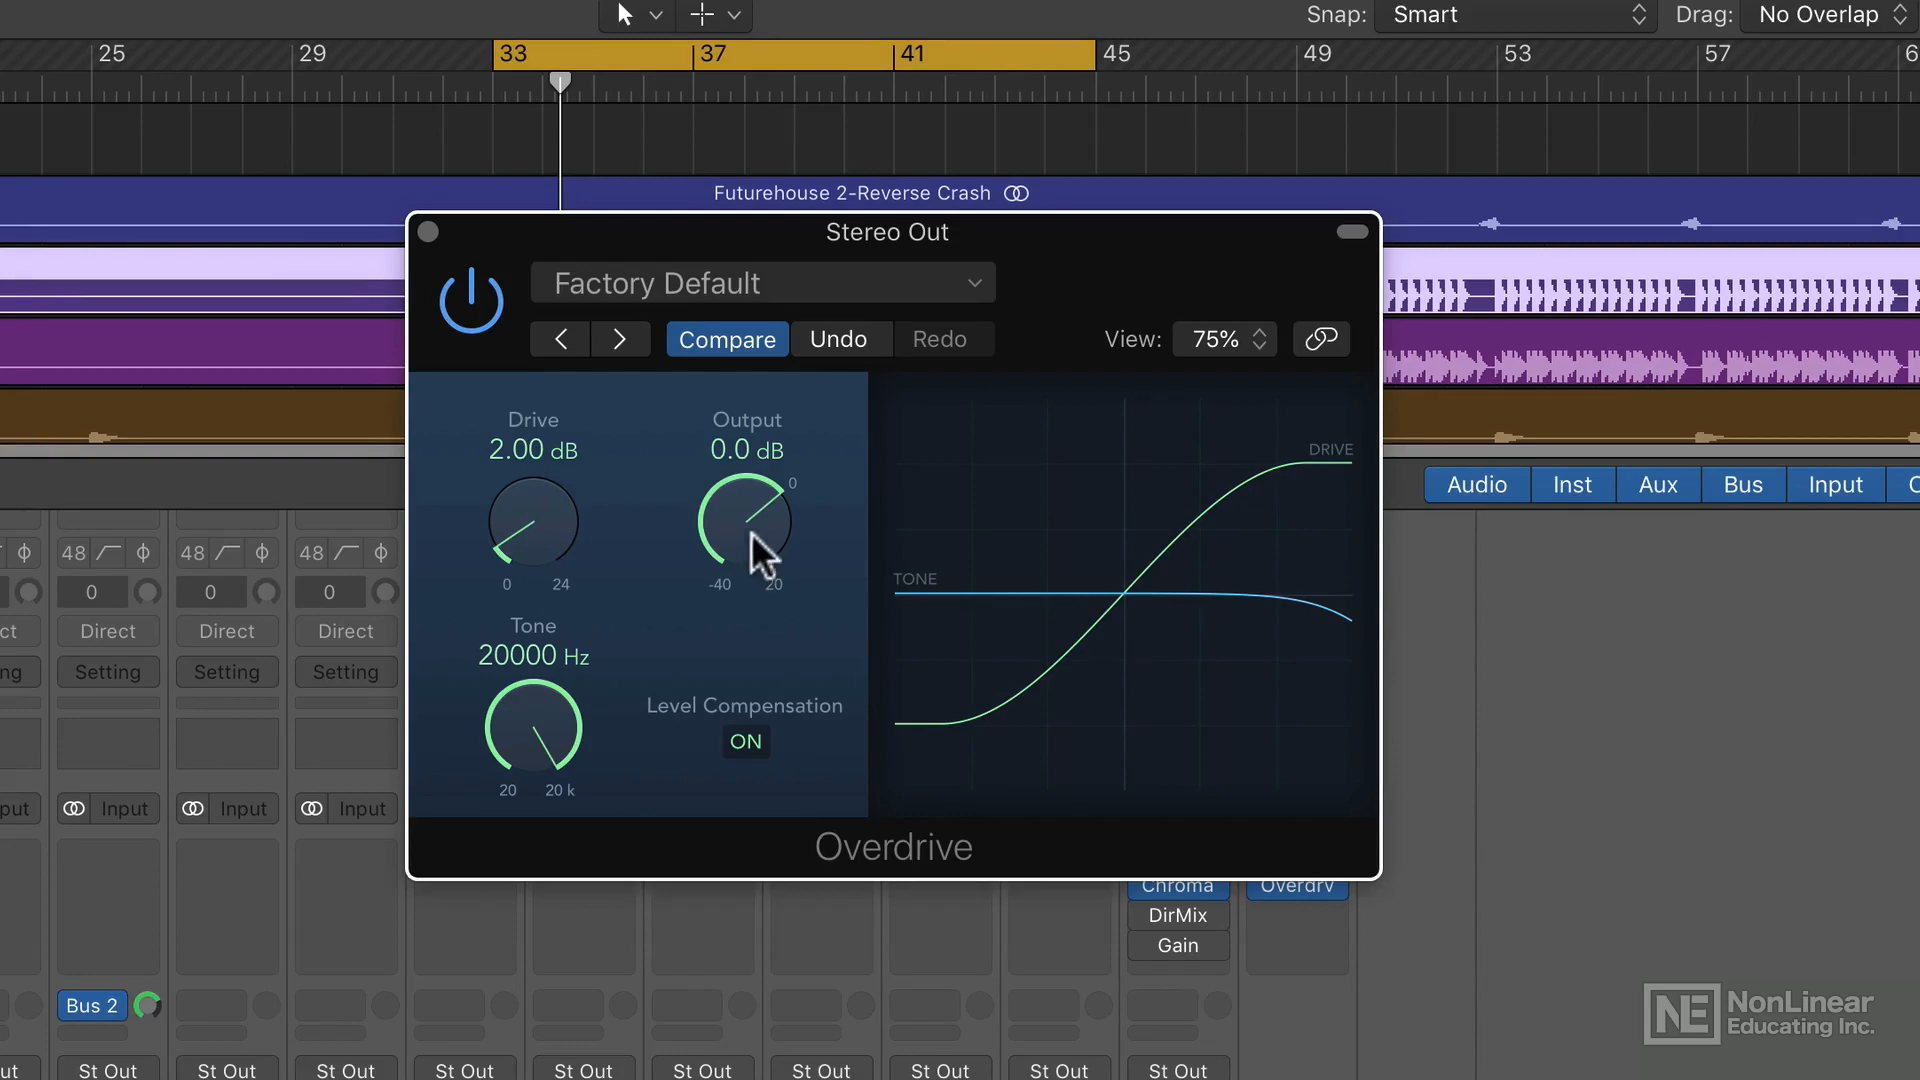 Snap: Smart Drag: No Overlap
25 29 33 37 41 45 49 53 57
Futurehouse 2-Reverse Crash
Stereo Out
Factory Default
Compare Undo Redo View: 75%
Drive Output
2.00 dB 0.0 dB
DRIVE
0
Audio Inst Aux Bus Input
48 48 48
0 24 -40 20
TONE
0 0 0
Direct Direct Direct
Tone
20000 Hz
Setting Setting Setting
Level Compensation
ON
20 20 k
Input Input Input
Overdrive
Chroma Overdrv
DirMix
Gain
Bus 2
NE NonLinear
Educating Inc.
St Out St Out St Out St Out St Out St Out St Out St Out St Out St Out